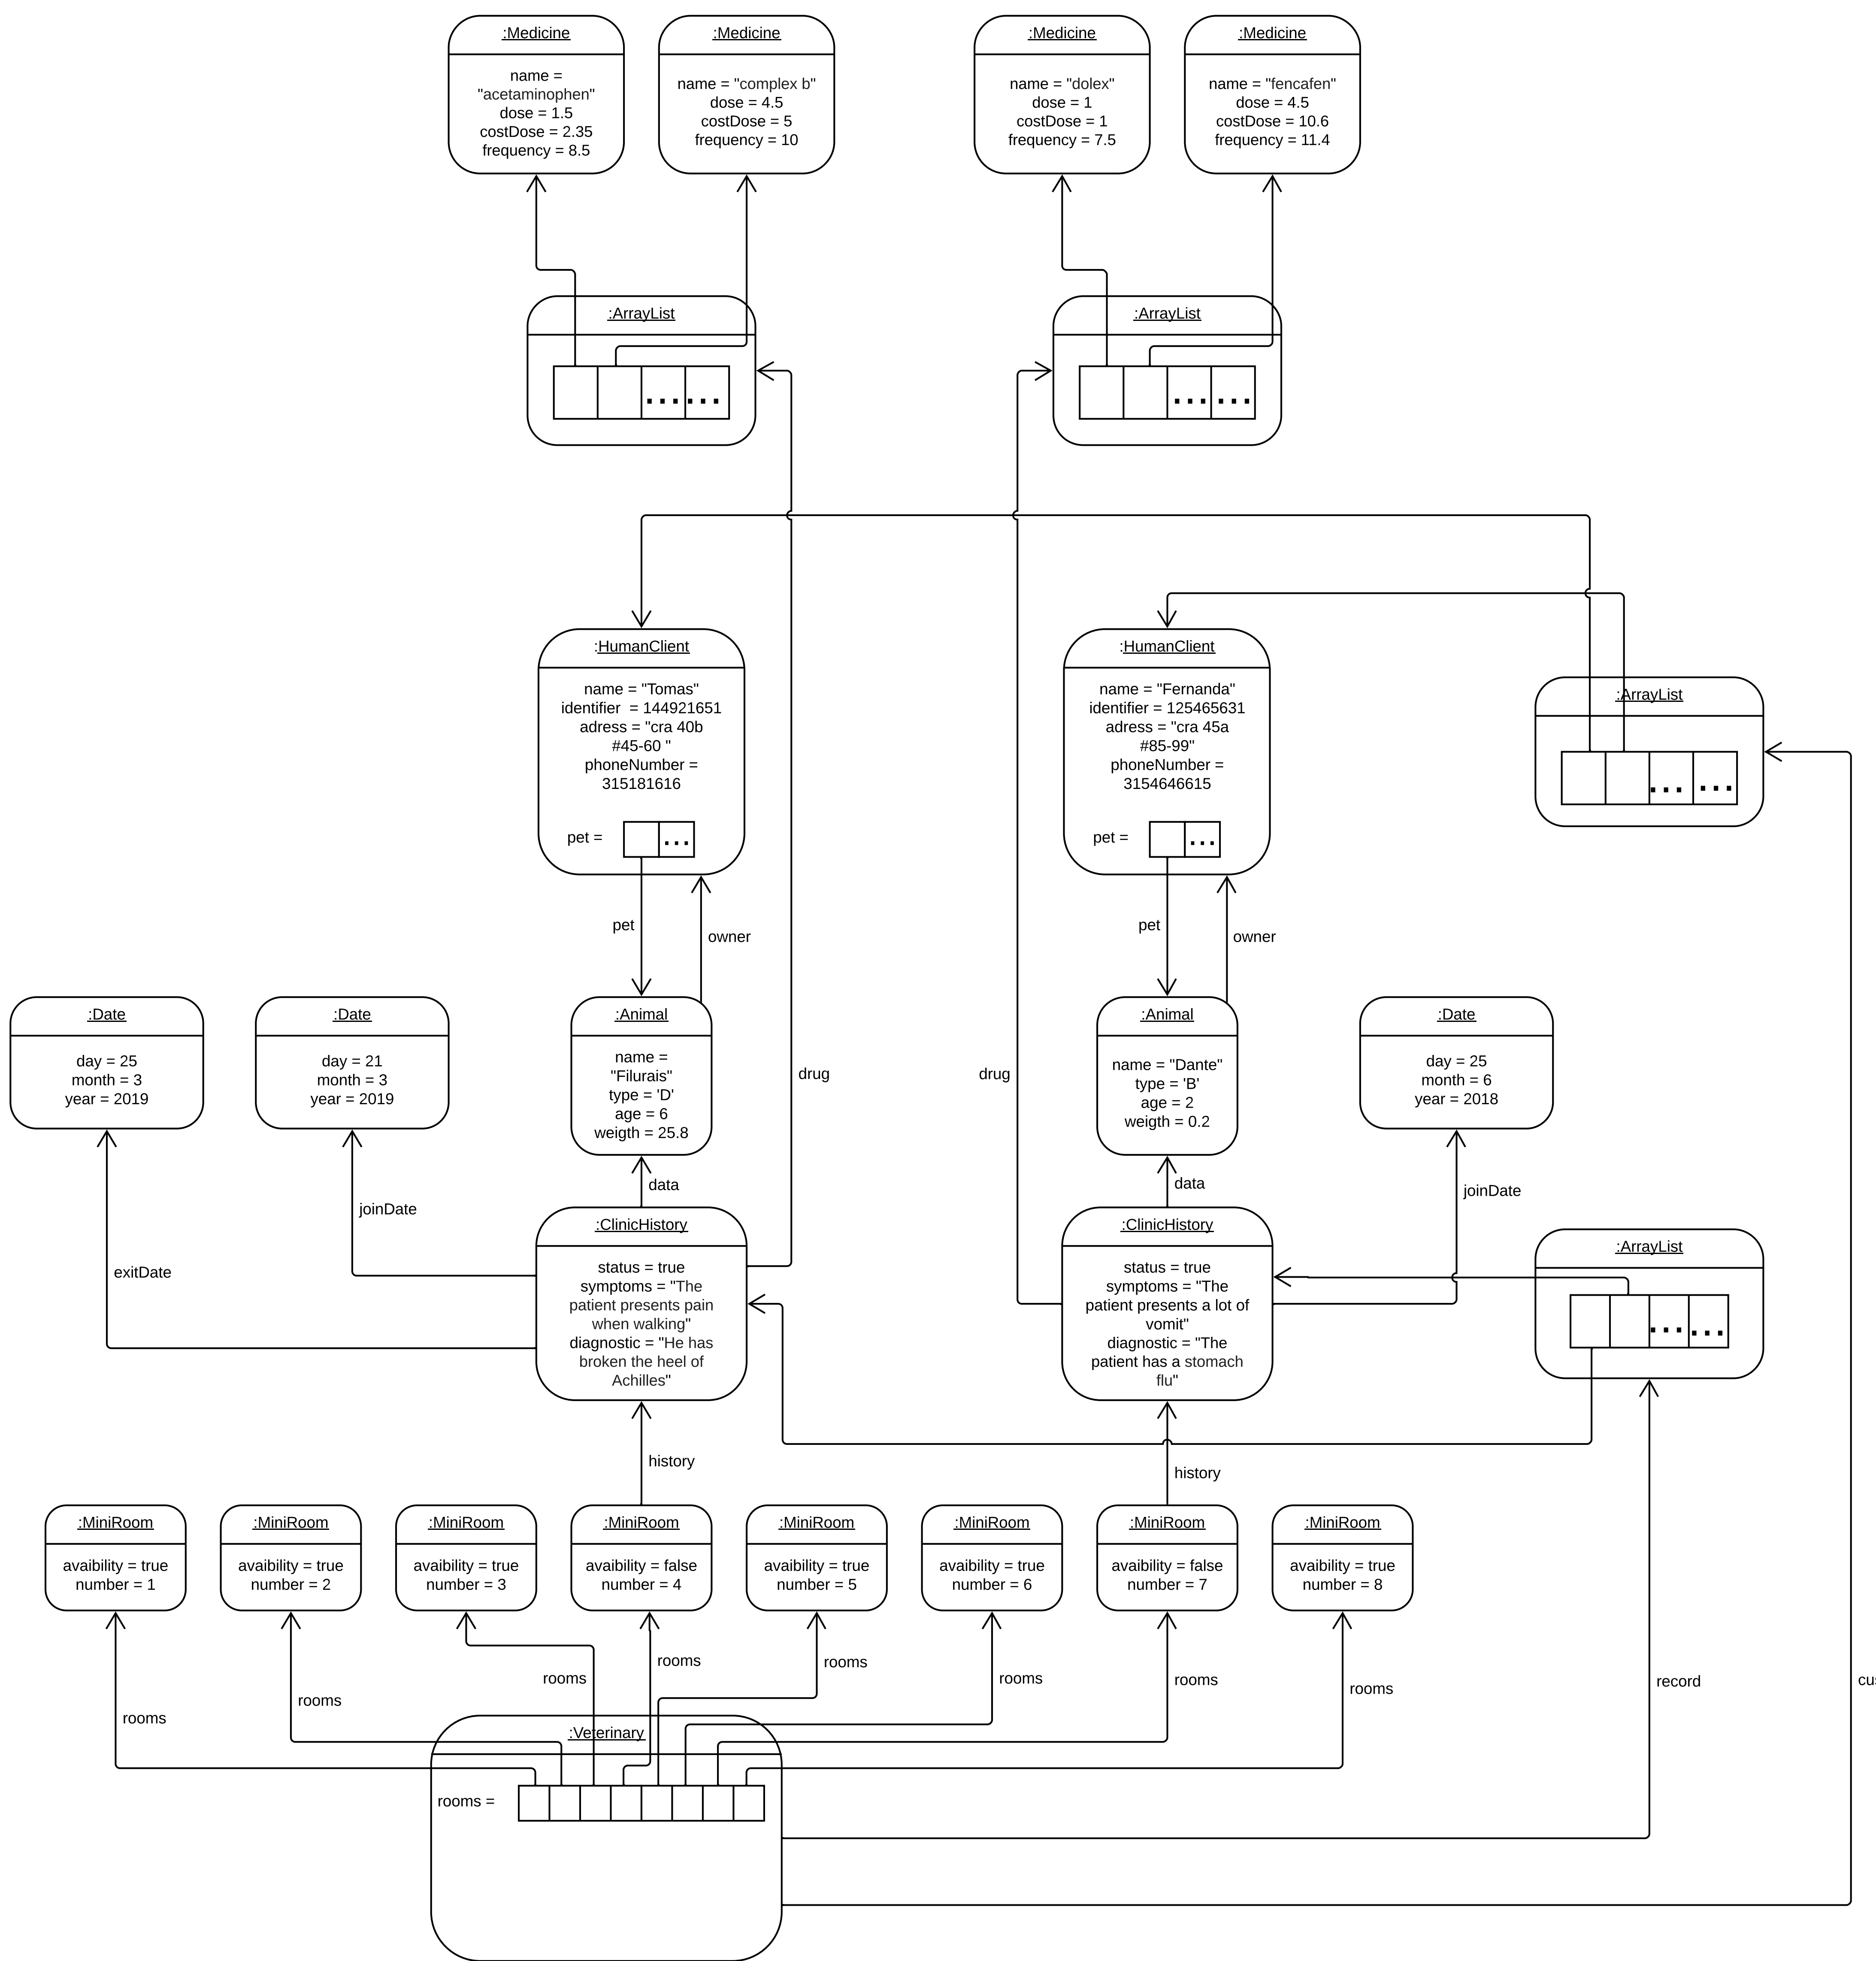 :Medicine
name =
"acetaminophen"
dose = 1.5
costDose = 2.35
frequency = 8.5
:Medicine
name = "complex b"
dose = 4.5
costDose = 5
frequency = 10
:Medicine
name = "dolex"
dose = 1
costDose = 1
frequency = 7.5
:Medicine
name = "fencafen"
dose = 4.5
costDose = 10.6
frequency = 11.4
:ArrayList
... ...
:ArrayList
... ...
:HumanClient
name = "Tomas"
identifier  = 144921651
adress = "cra 40b
#45-60 "
phoneNumber =
315181616
pet =
...
:HumanClient
name = "Fernanda"
identifier = 125465631
adress = "cra 45a
#85-99"
phoneNumber =
3154646615
pet =
...
:ArrayList
... ...
pet
owner
pet
owner
:Date
day = 25
month = 3
year = 2019
:Date
day = 21
month = 3
year = 2019
:Animal
name =
"Filurais"
type = 'D'
age = 6
weigth = 25.8
drug
drug
:Animal
name = "Dante"
type = 'B'
age = 2
weigth = 0.2
:Date
day = 25
month = 6
year = 2018
data
data
joinDate
joinDate
exitDate
:ClinicHistory
status = true
symptoms = "The
patient presents pain
when walking"
diagnostic = "He has
broken the heel of
Achilles"
:ClinicHistory
status = true
symptoms = "The
patient presents a lot of
vomit"
diagnostic = "The
patient has a stomach
flu"
:ArrayList
... ...
history
history
:MiniRoom
avaibility = true
number = 1
:MiniRoom
avaibility = true
number = 2
:MiniRoom
avaibility = true
number = 3
:MiniRoom
avaibility = false
number = 4
:MiniRoom
avaibility = true
number = 5
:MiniRoom
avaibility = true
number = 6
:MiniRoom
avaibility = false
number = 7
:MiniRoom
avaibility = true
number = 8
rooms
rooms
rooms
rooms
rooms
rooms
rooms
rooms
record
:Veterinary
rooms =